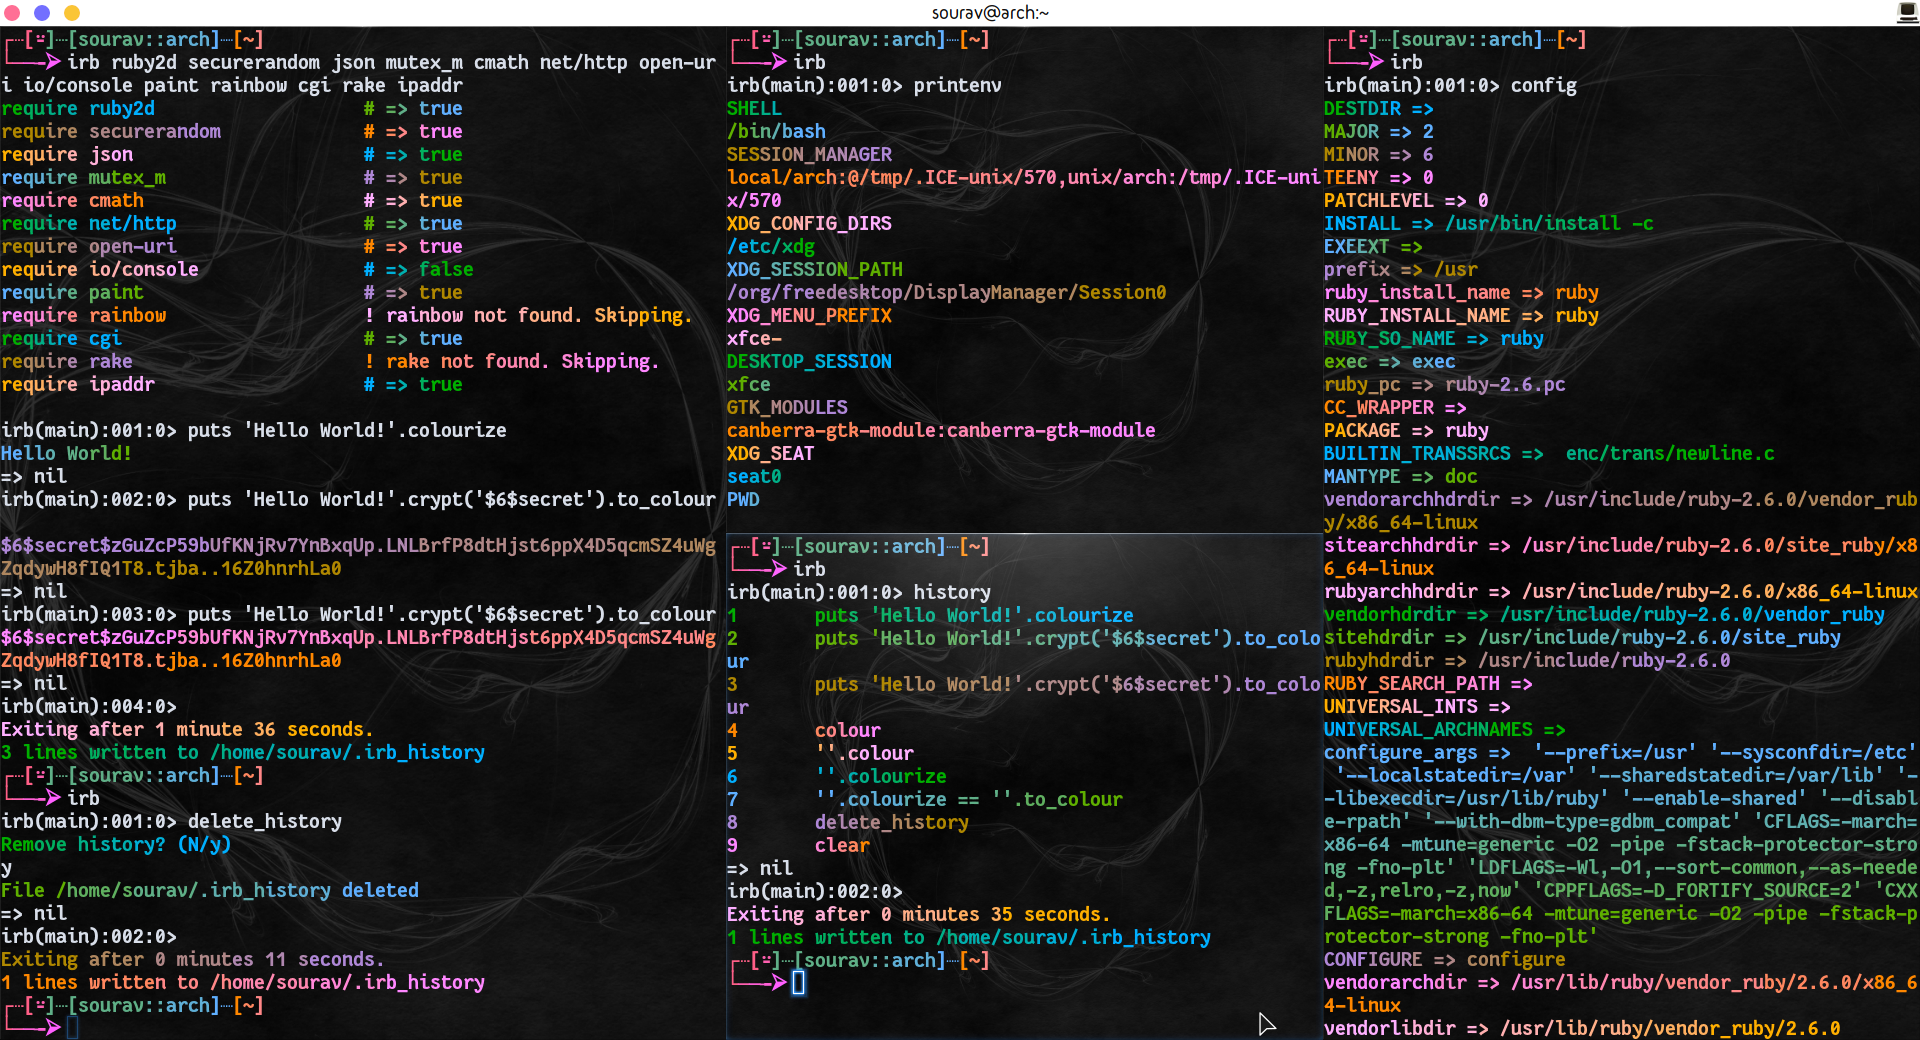 sourav@arch:~
┌─[:]─[sourav::arch]─[~]
└──╼➤ irb ruby2d securerandom json mutex_m cmath net/http open-ur
i io/console paint rainbow cgi rake ipaddr
require ruby2d # => true
require securerandom # => true
require json # => true
require mutex_m # => true
require cmath # => true
require net/http # => true
require open-uri # => true
require io/console # => false
require paint # => true
require rainbow ! rainbow not found. Skipping.
require cgi # => true
require rake ! rake not found. Skipping.
require ipaddr # => true
irb(main):001:0> puts 'Hello World!'.colourize
Hello World!
=> nil
irb(main):002:0> puts 'Hello World!'.crypt('$6$secret').to_colour
$6$secret$zGuZcP59bUfKNjRv7YnBxqUp.LNLBrfP8dtHjst6ppX4D5qcmSZ4uWg
ZqdywH8fIQ1T8.tjba..16Z0hnrhLa0
=> nil
irb(main):003:0> puts 'Hello World!'.crypt('$6$secret').to_colour
$6$secret$zGuZcP59bUfKNjRv7YnBxqUp.LNLBrfP8dtHjst6ppX4D5qcmSZ4uWg
ZqdywH8fIQ1T8.tjba..16Z0hnrhLa0
=> nil
irb(main):004:0>
Exiting after 1 minute 36 seconds.
3 lines written to /home/sourav/.irb_history
┌─[:]─[sourav::arch]─[~]
└──╼➤ irb
irb(main):001:0> delete_history
Remove history? (N/y)
y
File /home/sourav/.irb_history deleted
=> nil
irb(main):002:0>
Exiting after 0 minutes 11 seconds.
1 lines written to /home/sourav/.irb_history
┌─[:]─[sourav::arch]─[~]
└──╼➤
┌─[:]─[sourav::arch]─[~]
└──╼➤ irb
irb(main):001:0> printenv
SHELL
/bin/bash
SESSION_MANAGER
local/arch:@/tmp/.ICE-unix/570,unix/arch:/tmp/.ICE-uni
x/570
XDG_CONFIG_DIRS
/etc/xdg
XDG_SESSION_PATH
/org/freedesktop/DisplayManager/Session0
XDG_MENU_PREFIX
xfce-
DESKTOP_SESSION
xfce
GTK_MODULES
canberra-gtk-module:canberra-gtk-module
XDG_SEAT
seat0
PWD
┌─[:]─[sourav::arch]─[~]
└──╼➤ irb
irb(main):001:0> history
1 puts 'Hello World!'.colourize
2 puts 'Hello World!'.crypt('$6$secret').to_colo
ur
3 puts 'Hello World!'.crypt('$6$secret').to_colo
ur
4 colour
5 ''.colour
6 ''.colourize
7 ''.colourize == ''.to_colour
8 delete_history
9 clear
=> nil
irb(main):002:0>
Exiting after 0 minutes 35 seconds.
1 lines written to /home/sourav/.irb_history
┌─[:]─[sourav::arch]─[~]
└──╼➤
┌─[:]─[sourav::arch]─[~]
└──╼➤ irb
irb(main):001:0> config
DESTDIR =>
MAJOR => 2
MINOR => 6
TEENY => 0
PATCHLEVEL => 0
INSTALL => /usr/bin/install -c
EXEEXT =>
prefix => /usr
ruby_install_name => ruby
RUBY_INSTALL_NAME => ruby
RUBY_SO_NAME => ruby
exec => exec
ruby_pc => ruby-2.6.pc
CC_WRAPPER =>
PACKAGE => ruby
BUILTIN_TRANSSRCS => enc/trans/newline.c
MANTYPE => doc
vendorarchhdrdir => /usr/include/ruby-2.6.0/vendor_rub
y/x86_64-linux
sitearchhdrdir => /usr/include/ruby-2.6.0/site_ruby/x8
6_64-linux
rubyarchhdrdir => /usr/include/ruby-2.6.0/x86_64-linux
vendorhdrdir => /usr/include/ruby-2.6.0/vendor_ruby
sitehdrdir => /usr/include/ruby-2.6.0/site_ruby
rubyhdrdir => /usr/include/ruby-2.6.0
RUBY_SEARCH_PATH =>
UNIVERSAL_INTS =>
UNIVERSAL_ARCHNAMES =>
configure_args => '--prefix=/usr' '--sysconfdir=/etc'
'--localstatedir=/var' '--sharedstatedir=/var/lib' '-
-libexecdir=/usr/lib/ruby' '--enable-shared' '--disabl
e-rpath' '--with-dbm-type=gdbm_compat' 'CFLAGS=-march=
x86-64 -mtune=generic -O2 -pipe -fstack-protector-stro
ng -fno-plt' 'LDFLAGS=-Wl,-O1,--sort-common,--as-neede
d,-z,relro,-z,now' 'CPPFLAGS=-D_FORTIFY_SOURCE=2' 'CXX
FLAGS=-march=x86-64 -mtune=generic -O2 -pipe -fstack-p
rotector-strong -fno-plt'
CONFIGURE => configure
vendorarchdir => /usr/lib/ruby/vendor_ruby/2.6.0/x86_6
4-linux
vendorlibdir => /usr/lib/ruby/vendor_ruby/2.6.0